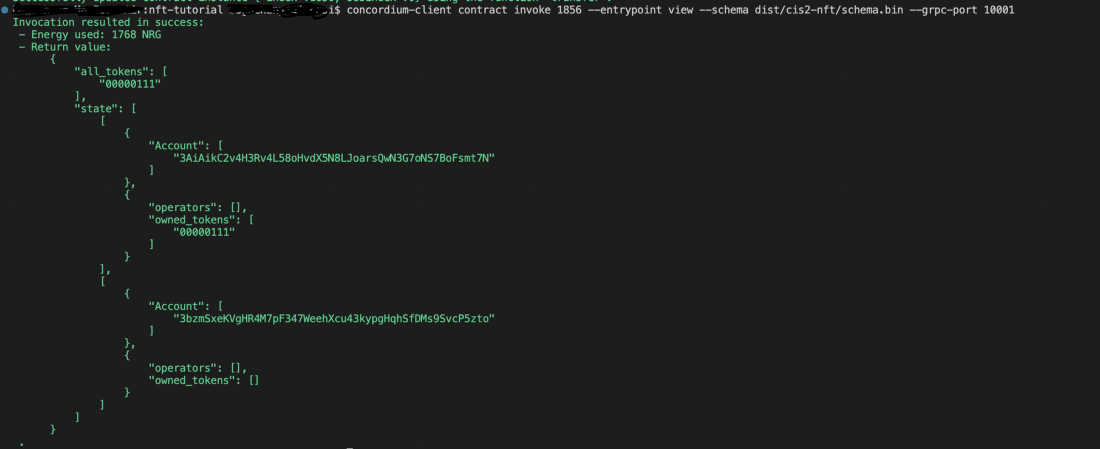 :nft-tutorial $ concordium-client contract invoke 1856 --entrypoint view --schema dist/cis2-nft/schema.bin --grpc-port 10001
Invocation resulted in success:
- Energy used: 1768 NRG
- Return value:
{
"all_tokens": [
"00000111"
],
"state": [
[
{
"Account": [
"3AiAikC2v4H3Rv4L58oHvdX5N8LJoarsQwN3G7oNS7BoFsmt7N"
]
},
{
"operators": [],
"owned_tokens": [
"00000111"
]
}
],
[
{
"Account": [
"3bzmSxeKVgHR4M7pF347WeehXcu43kypgHqhSfDMs9SvcP5zto"
]
},
{
"operators": [],
"owned_tokens": []
}
]
]
}
.